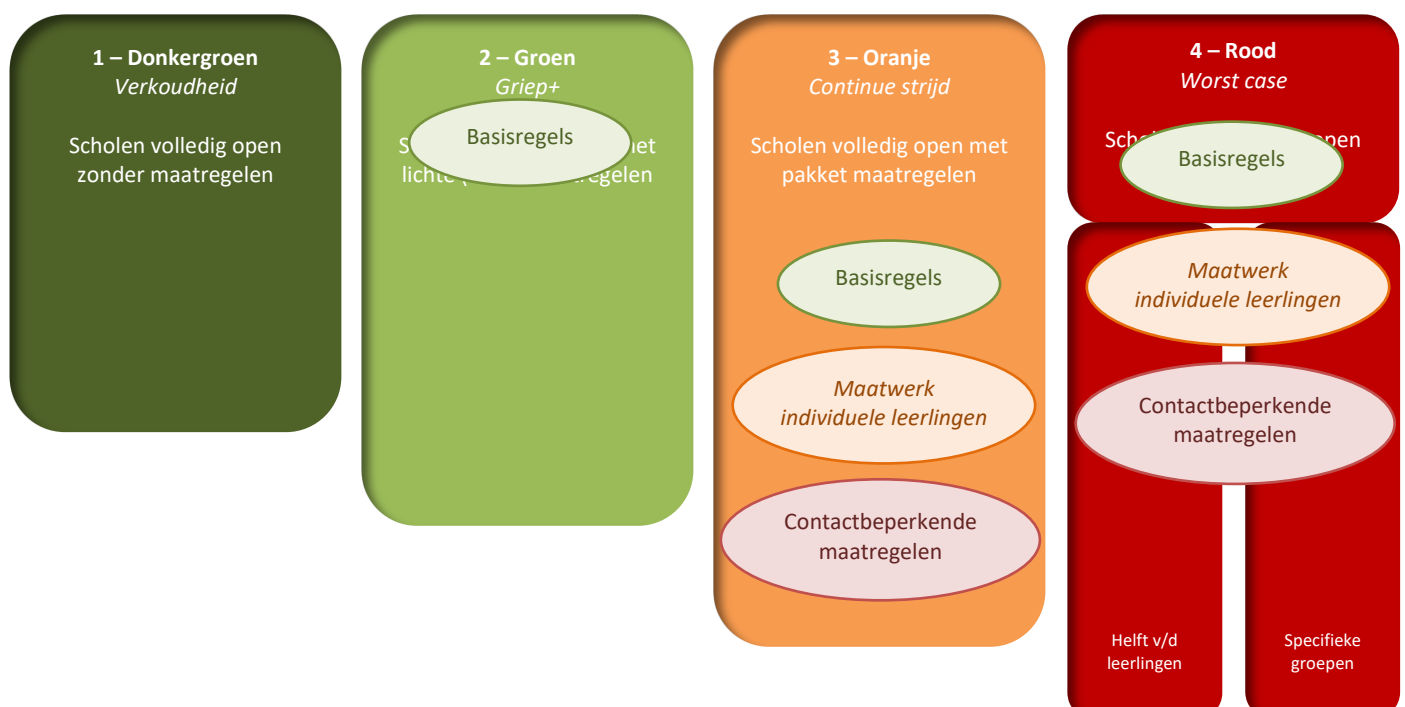 1 – Donkergroen
Verkoudheid
Scholen volledig open
zonder maatregelen
2 – Groen
Griep+
Basisregels
lichte
3 – Oranje
Continue strijd
Scholen volledig open met
pakket maatregelen
Basisregels
Maatwerk
individuele leerlingen
Contactbeperkende
maatregelen
4 – Rood
Worst case
Basisregels
Maatwerk
individuele leerlingen
Contactbeperkende
maatregelen
Helft v/d
leerlingen
Specifieke
groepen